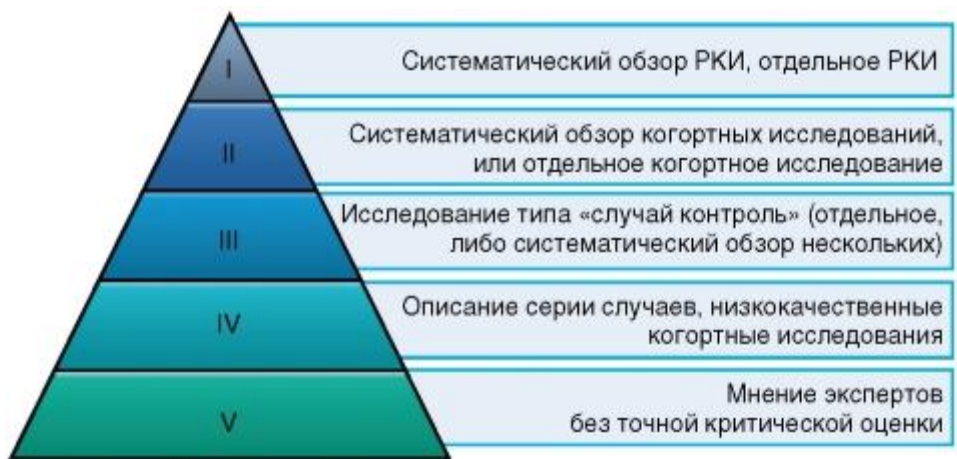 I
Систематический обзор РКИ, отдельное РКИ
II
Систематический обзор когортных исследований,
или отдельное когортное исследование
III
Исследование типа «случай контроль» (отдельное,
либо систематический обзор нескольких)
IV
Описание серии случаев, низкокачественные
когортные исследования
V
Мнение экспертов
без точной критической оценки